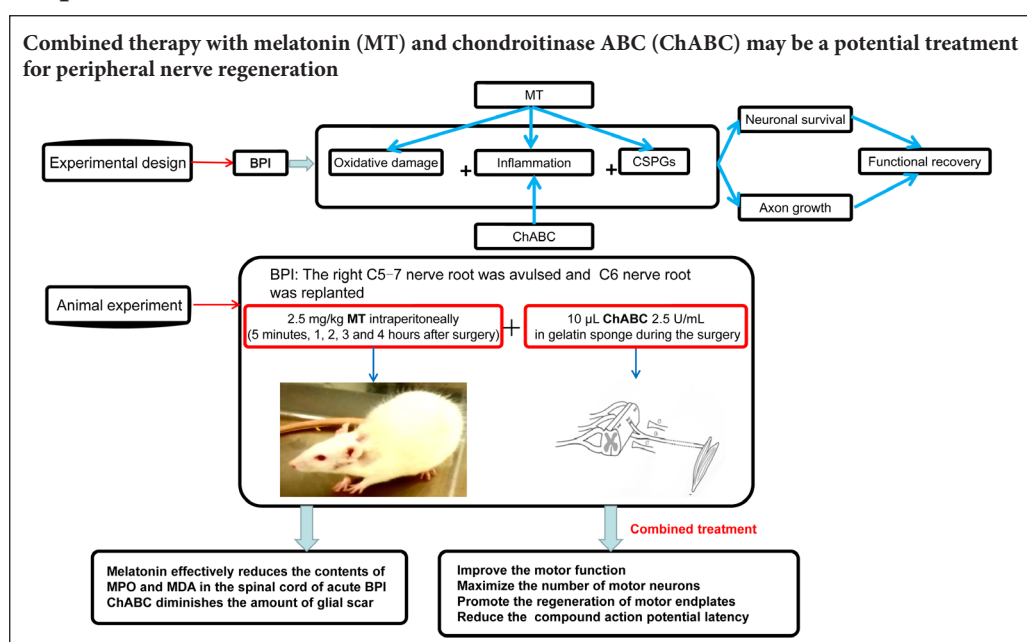 Combined therapy with melatonin (MT) and chondroitinase ABC (ChABC) may be a potential treatment
for peripheral nerve regeneration
MT
Experimental design
BPI
Oxidative damage
+
Inflammation
+
CSPGs
Neuronal survival
Functional recovery
Axon growth
ChABC
Animal experiment
BPI: The right C5–7 nerve root was avulsed and C6 nerve root
was replanted
2.5 mg/kg MT intraperitoneally
(5 minutes, 1, 2, 3 and 4 hours after surgery)
+
10 μL ChABC 2.5 U/mL
in gelatin sponge during the surgery
Combined treatment
Melatonin effectively reduces the contents of
MPO and MDA in the spinal cord of acute BPI
ChABC diminishes the amount of glial scar
Improve the motor function
Maximize the number of motor neurons
Promote the regeneration of motor endplates
Reduce the compound action potential latency